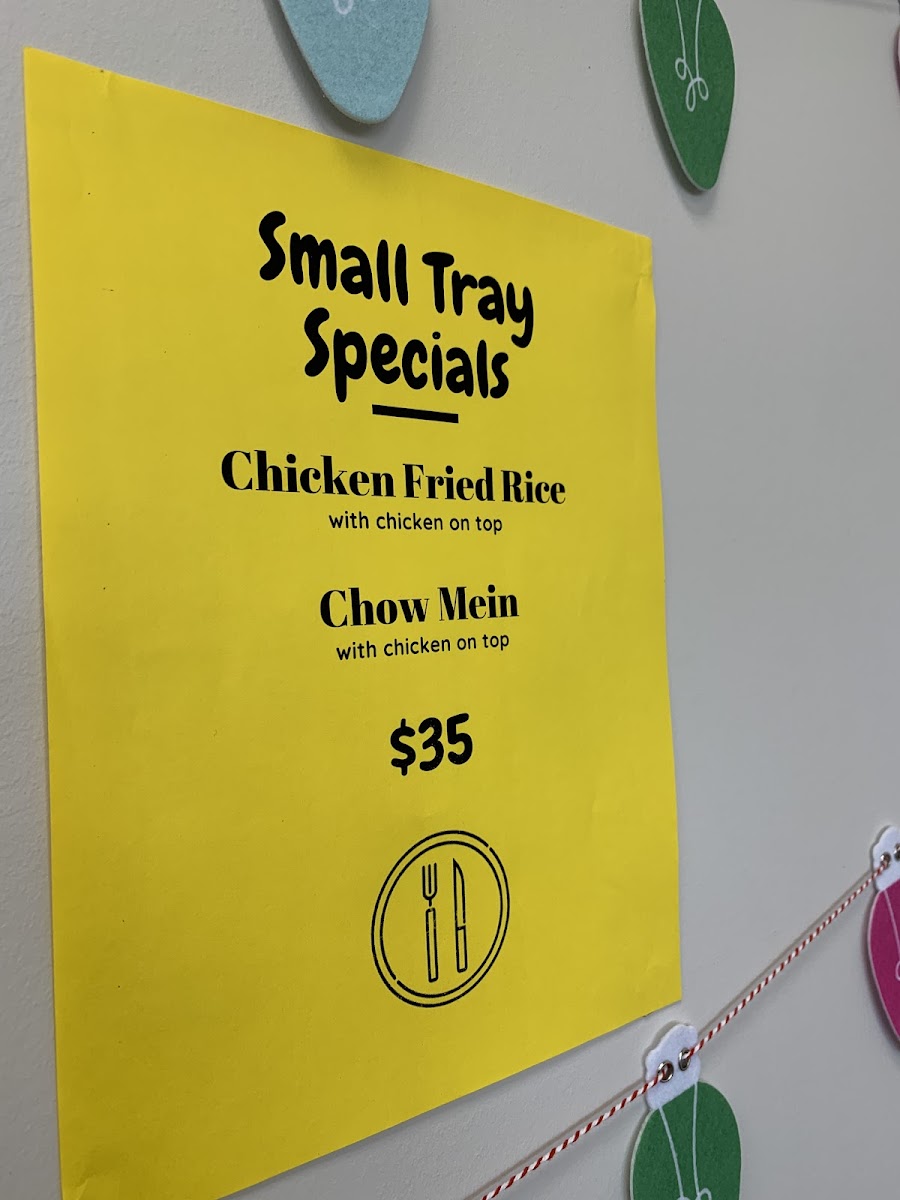 Small Tray
Specials
Chicken Fried Rice
with chicken on top
Chow Mein
with chicken on top
$35